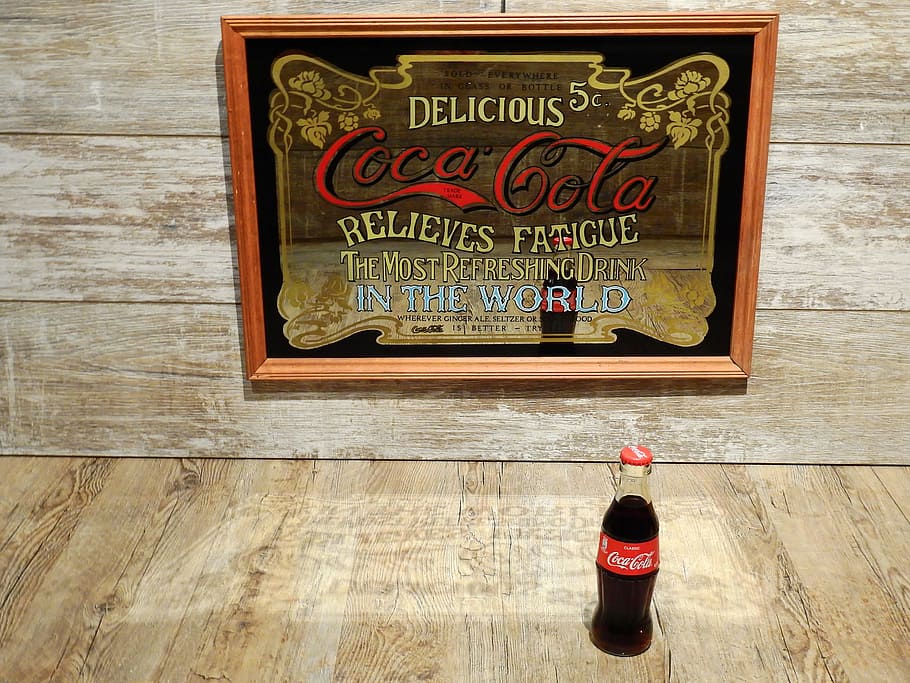 SOLD EVERYWHERE
IN GLASS OR BOTTLE
DELICIOUS 5c.
Coca-Cola
TRADE
MARK
RELIEVES FATIGUE
THE MOST REFRESHING DRINK
IN THE WORLD
WHEREVER GINGER ALE, SELTZER OR GOOD
Coca-Cola IS BETTER - TRY
CLASSIC
Coca-Cola